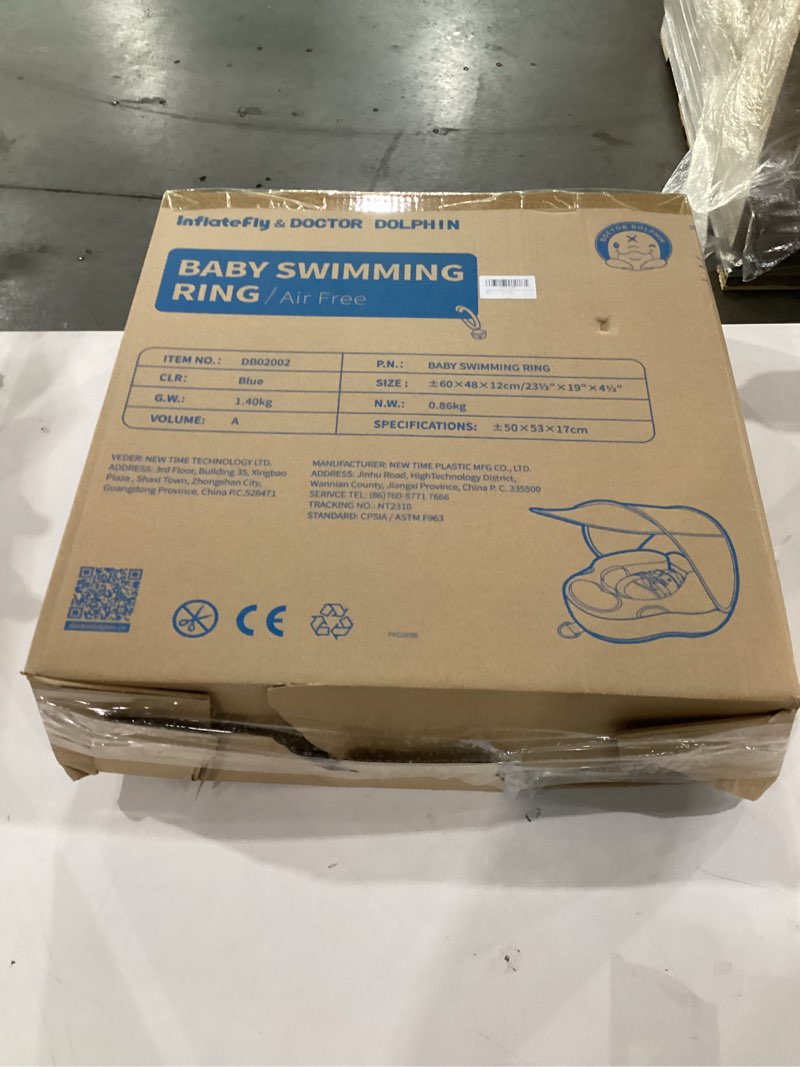 InflateFly & DOCTOR DOLPHIN
DOCTOR DOLPHIN
BABY SWIMMING
RING / Air Free
ITEM NO.: DB02002
P.N.: BABY SWIMMING RING
CLR: Blue
SIZE: ±60×48×12cm/23½"×19"×4½"
G.W.: 1.40kg
N.W.: 0.86kg
VOLUME: A
SPECIFICATIONS: ±50×53×17cm
VEDER: NEW TIME TECHNOLOGY LTD.
ADDRESS: 3rd Floor, Building 35, Xingbao
Plaza, Shaxi Town, Zhongshan City,
Guangdong Province, China P.C.528471
MANUFACTURER: NEW TIME PLASTIC MFG CO., LTD.
ADDRESS: Jinhu Road, HighTechnology District,
Wannian County, Jiangxi Province, China P. C. 335500
SERIVCE TEL: (86)760-8771 7666
TRACKING NO.: NT2310
STANDARD: CPSIA / ASTM F963
CE